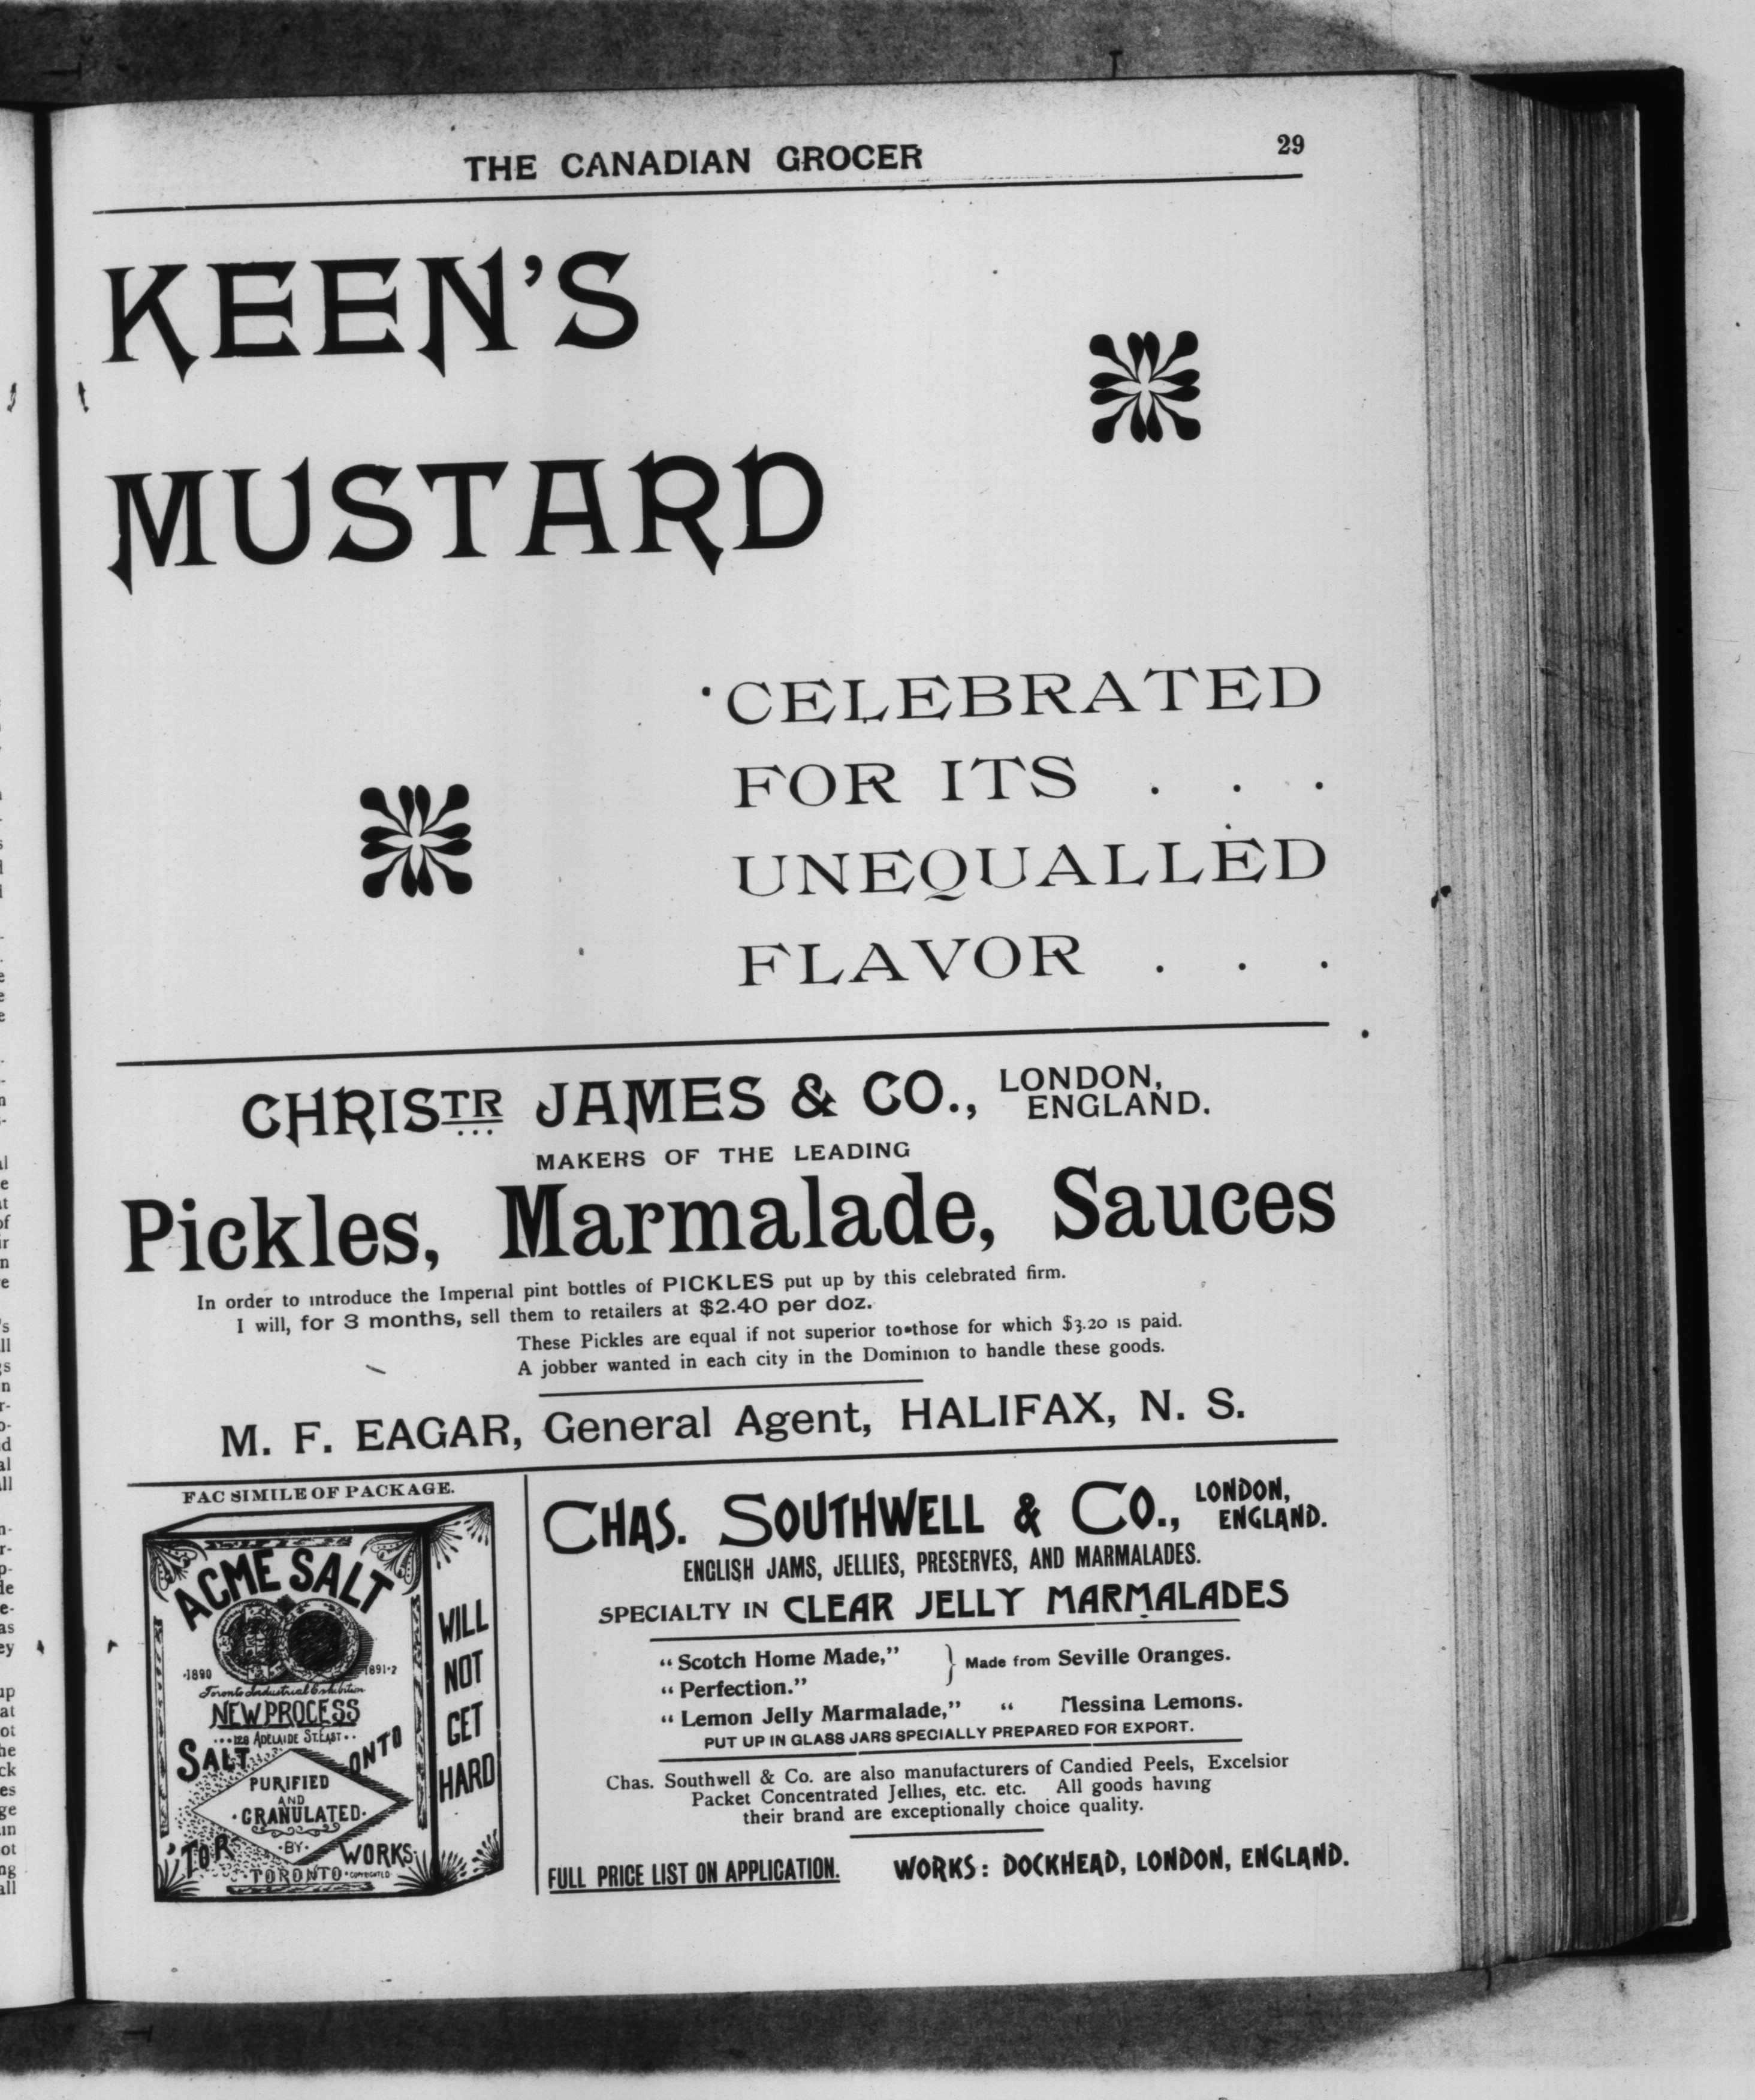 THE CANADIAN GROCER 29
KEEN'S
MUSTARD
CELEBRATED
FOR ITS . . .
UNEQUALLED
FLAVOR . . .
CHRISTR JAMES & CO., LONDON,
ENGLAND.
MAKERS OF THE LEADING
Pickles, Marmalade, Sauces
In order to introduce the Imperial pint bottles of PICKLES put up by this celebrated firm.
I will, for 3 months, sell them to retailers at $2.40 per doz.
These Pickles are equal if not superior to those for which $3.20 is paid.
A jobber wanted in each city in the Dominion to handle these goods.
M. F. EAGAR, General Agent, HALIFAX, N. S.
FAC SIMILE OF PACKAGE.
ACME SALT
1890 1891-2
Toronto Industrial Exhibition
NEW PROCESS
128 ADELAIDE ST. EAST
SALT
PURIFIED
AND
GRANULATED
BY
TOR ONTO
WORKS
TORONTO COPYRIGHTED
WILL
NOT
GET
HARD
CHAS. SOUTHWELL & CO., LONDON,
ENGLAND.
ENGLISH JAMS, JELLIES, PRESERVES, AND MARMALADES.
SPECIALTY IN CLEAR JELLY MARMALADES
"Scotch Home Made," } Made from Seville Oranges.
"Perfection."
"Lemon Jelly Marmalade," " Messina Lemons.
PUT UP IN GLASS JARS SPECIALLY PREPARED FOR EXPORT.
Chas. Southwell & Co. are also manufacturers of Candied Peels, Excelsior
Packet Concentrated Jellies, etc. etc. All goods having
their brand are exceptionally choice quality.
FULL PRICE LIST ON APPLICATION. WORKS: DOCKHEAD, LONDON, ENGLAND.